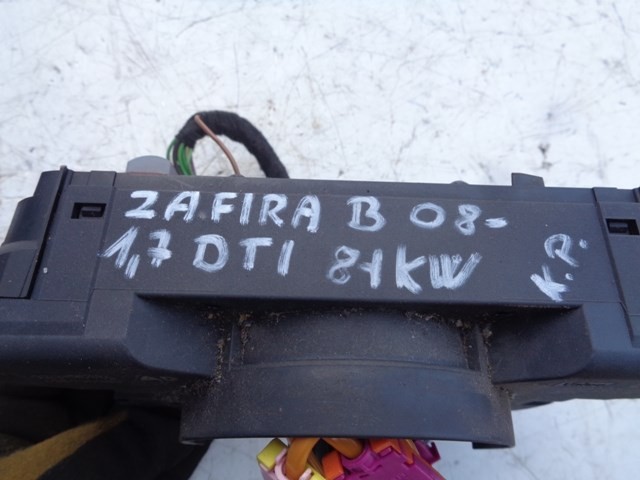 ZAFIRA B 08-
1,7 DTI 81KW
K.P.